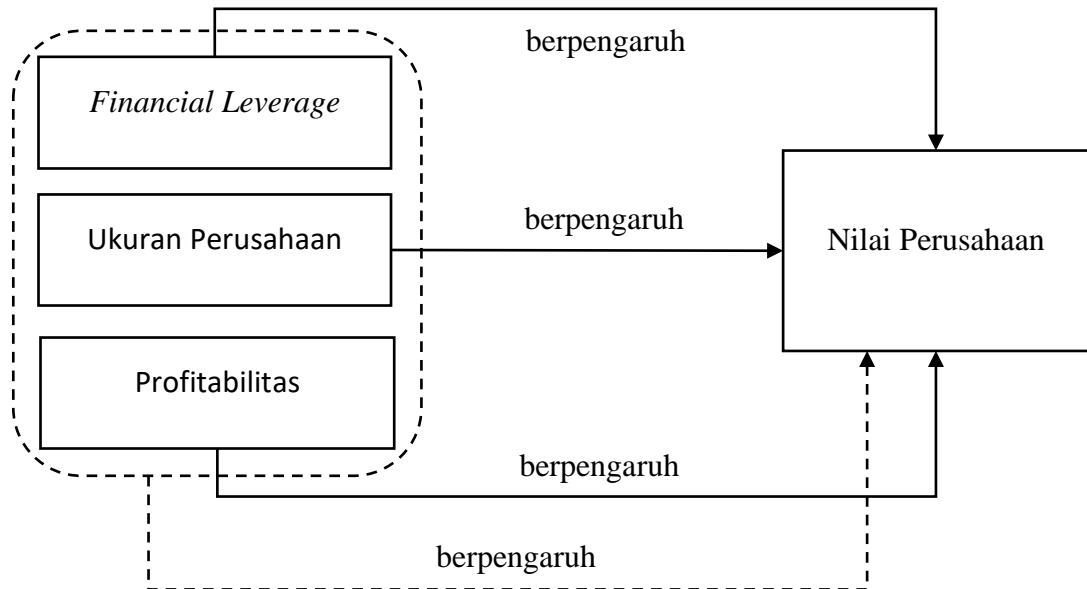 berpengaruh
Financial Leverage
Ukuran Perusahaan
berpengaruh
Nilai Perusahaan
Profitabilitas
berpengaruh
berpengaruh